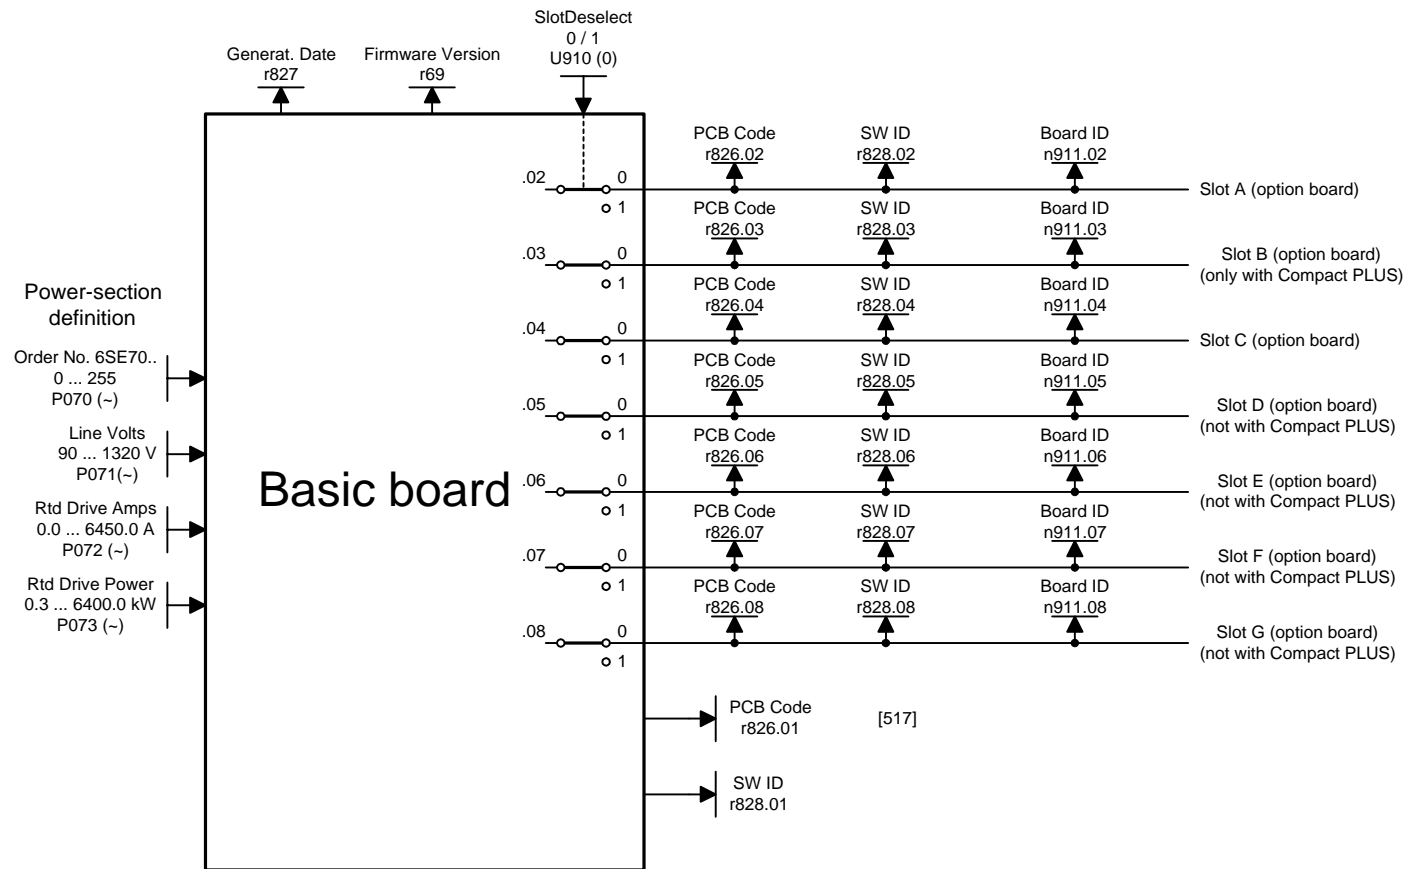 SlotDeselect
0 / 1
U910 (0)
Generat. Date
r827
Firmware Version
r69
PCB Code
r826.02
SW ID
r828.02
Board ID
n911.02
.02
0
1
Slot A (option board)
PCB Code
r826.03
SW ID
r828.03
Board ID
n911.03
.03
0
1
Slot B (option board)
(only with Compact PLUS)
PCB Code
r826.04
SW ID
r828.04
Board ID
n911.04
.04
0
1
Slot C (option board)
PCB Code
r826.05
SW ID
r828.05
Board ID
n911.05
.05
0
1
Slot D (option board)
(not with Compact PLUS)
PCB Code
r826.06
SW ID
r828.06
Board ID
n911.06
.06
0
1
Slot E (option board)
(not with Compact PLUS)
PCB Code
r826.07
SW ID
r828.07
Board ID
n911.07
.07
0
1
Slot F (option board)
(not with Compact PLUS)
PCB Code
r826.08
SW ID
r828.08
Board ID
n911.08
.08
0
1
Slot G (option board)
(not with Compact PLUS)
Power-section
definition
Order No. 6SE70..
0 ... 255
P070 (~)
Line Volts
90 ... 1320 V
P071(~)
Rtd Drive Amps
0.0 ... 6450.0 A
P072 (~)
Rtd Drive Power
0.3 ... 6400.0 kW
P073 (~)
Basic board
PCB Code
r826.01
[517]
SW ID
r828.01